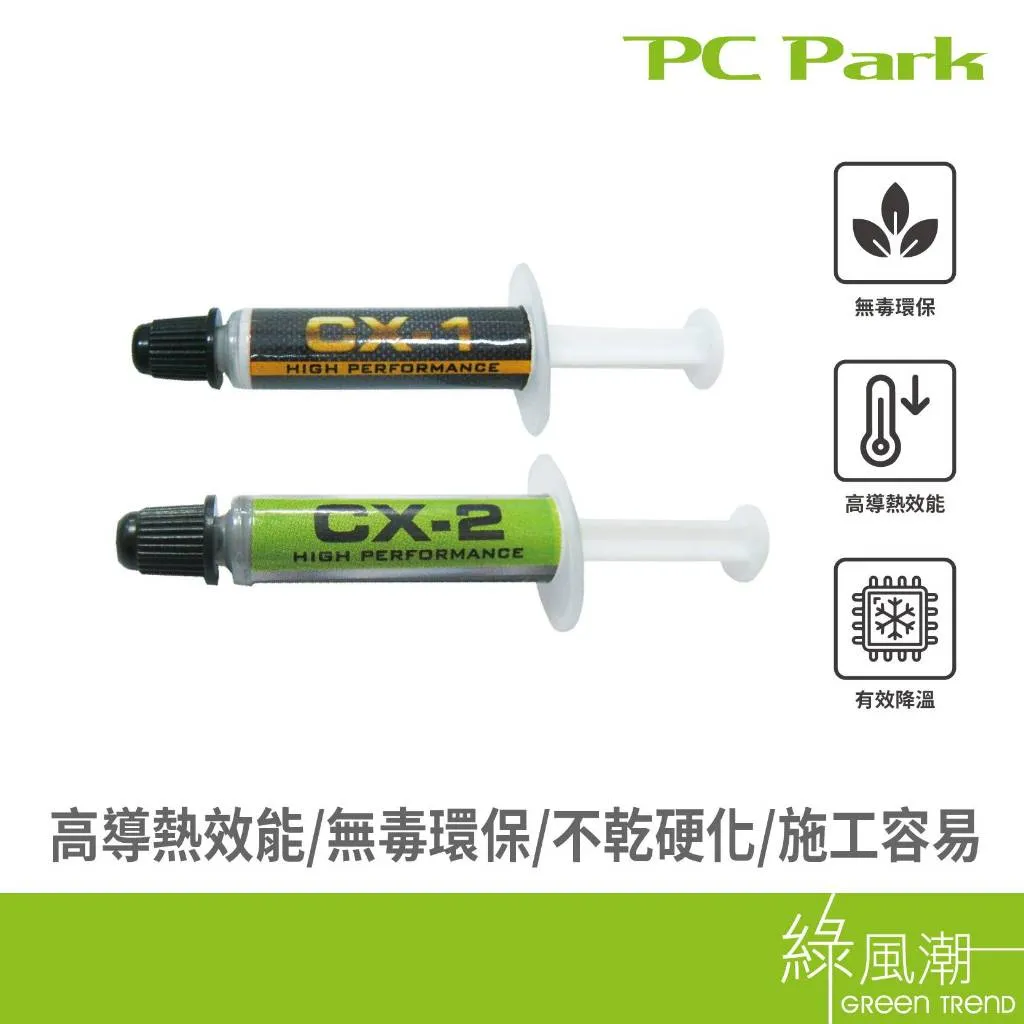 PC Park
無毒環保
CX-1
HIGH PERFORMANCE
高導熱效能
CX-2
HIGH PERFORMANCE
有效降溫
高導熱效能/無毒環保/不乾硬化/施工容易
綠風潮
GREEN TREND